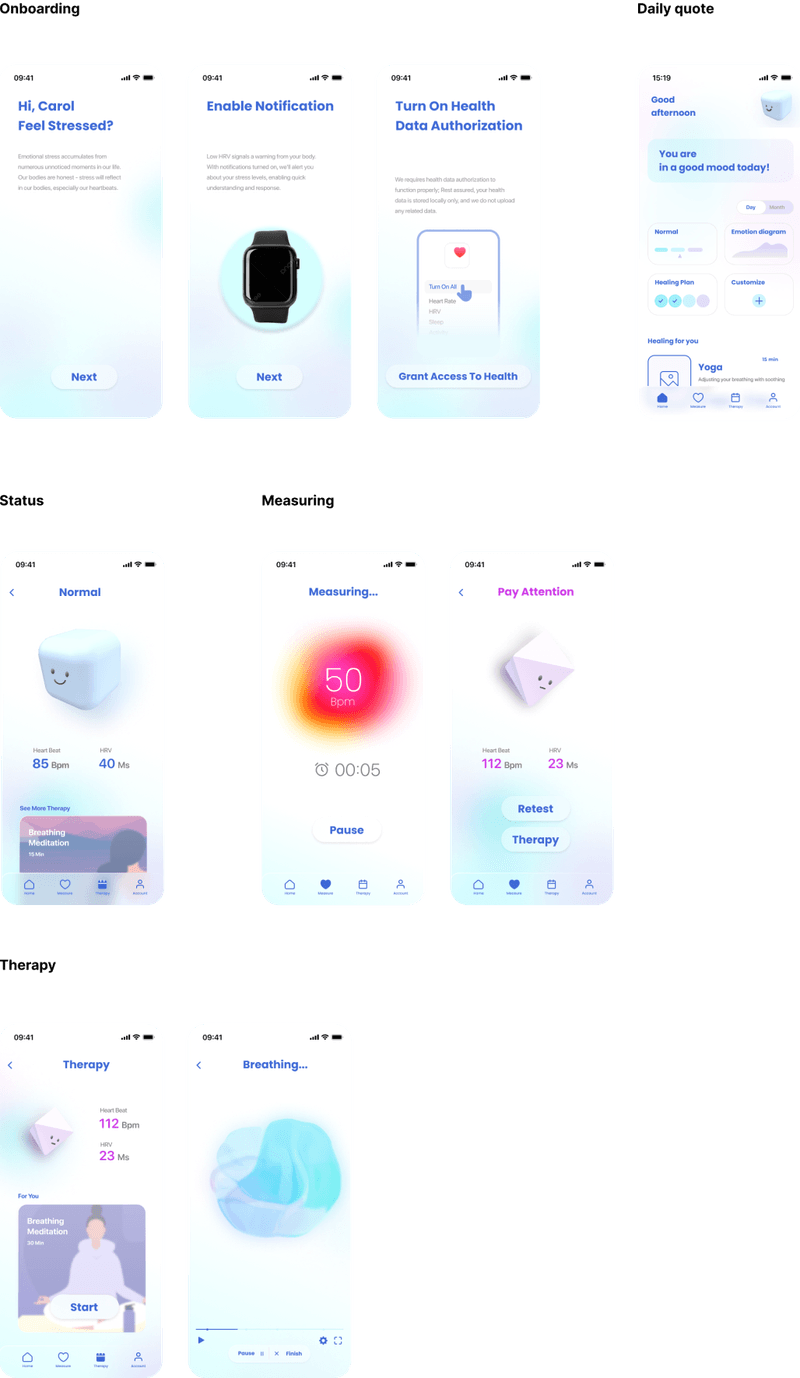 Onboarding
Daily quote
09:41
09:41
09:41
15:19
Hi, Carol
Feel Stressed?
Emotional stress accumulates from
numerous unnoticed moments in our life.
Our bodies are honest - stress will reflect
in our bodies, especially our heartbeats.
Next
Enable Notification
Low HRV signals a warning from your body.
With notifications turned on, we'll alert you
about your stress levels, enabling quick
understanding and response.
Next
Turn On Health
Data Authorization
We requires health data authorization to
function properly; Rest assured, your health
data is stored locally only, and we do not upload
any related data.
Turn On All
Heart Rate
HRV
Sleep
Grant Access To Health
Good
afternoon
You are
in a good mood today!
Day
Month
Normal
Emotion diagram
Healing Plan
Customize
Healing for you
15 min
Yoga
Adjusting your breathing with soothing
Home
Measure
Therapy
Account
Status
Measuring
09:41
Normal
Heart Beat
HRV
85 Bpm
40 Ms
See More Therapy
Breathing
Meditation
15 Min
Home
Measure
Therapy
Account
09:41
Measuring...
50
Bpm
00:05
Pause
Home
Measure
Therapy
Account
09:41
Pay Attention
Heart Beat
HRV
112 Bpm
23 Ms
Retest
Therapy
Home
Measure
Therapy
Account
Therapy
09:41
Therapy
Heart Beat
112 Bpm
HRV
23 Ms
For You
Breathing
Meditation
20 Min
Start
Home
Measure
Therapy
Account
09:41
Breathing...
Pause
Finish